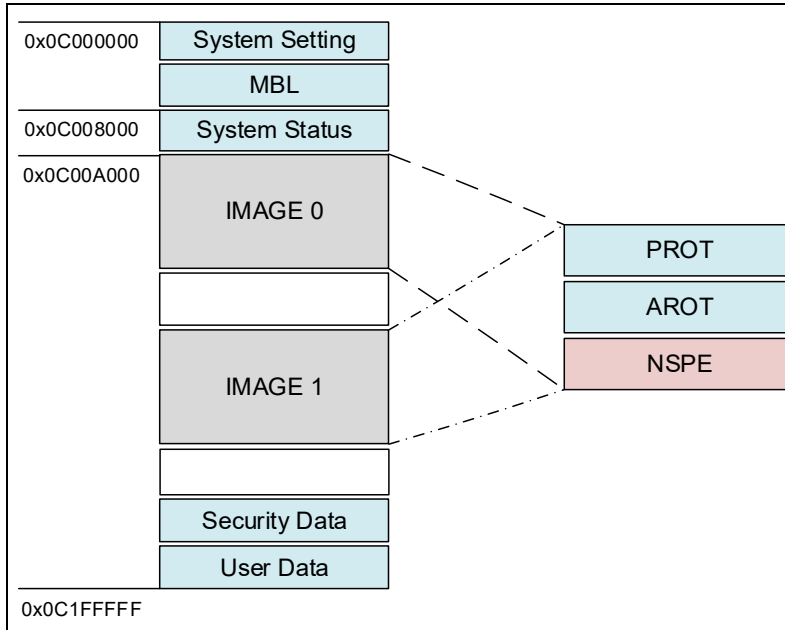 0x0C000000
System Setting
MBL
0x0C008000
System Status
0x0C00A000
IMAGE 0
PROT
AROT
NSPE
IMAGE 1
Security Data
User Data
0x0C1FFFFF